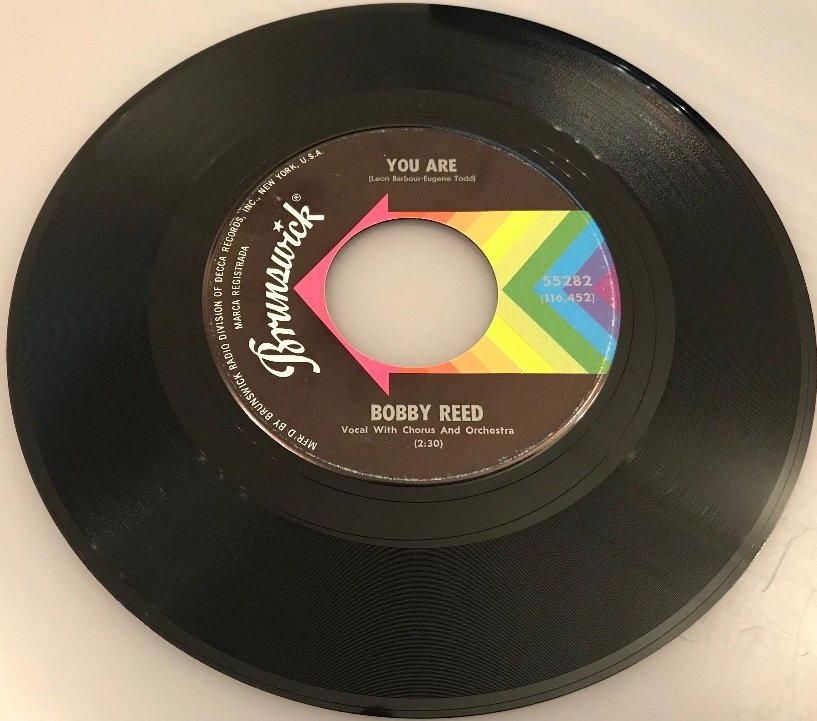 YOU ARE
(Leon Barbour-Eugene Todd)
Brunswick®
MFR'D BY BRUNSWICK RADIO DIVISION OF DECCA RECORDS, INC., NEW YORK, U.S.A.
MARCA REGISTRADA
55282
(116,452)
BOBBY REED
Vocal With Chorus And Orchestra
(2:30)